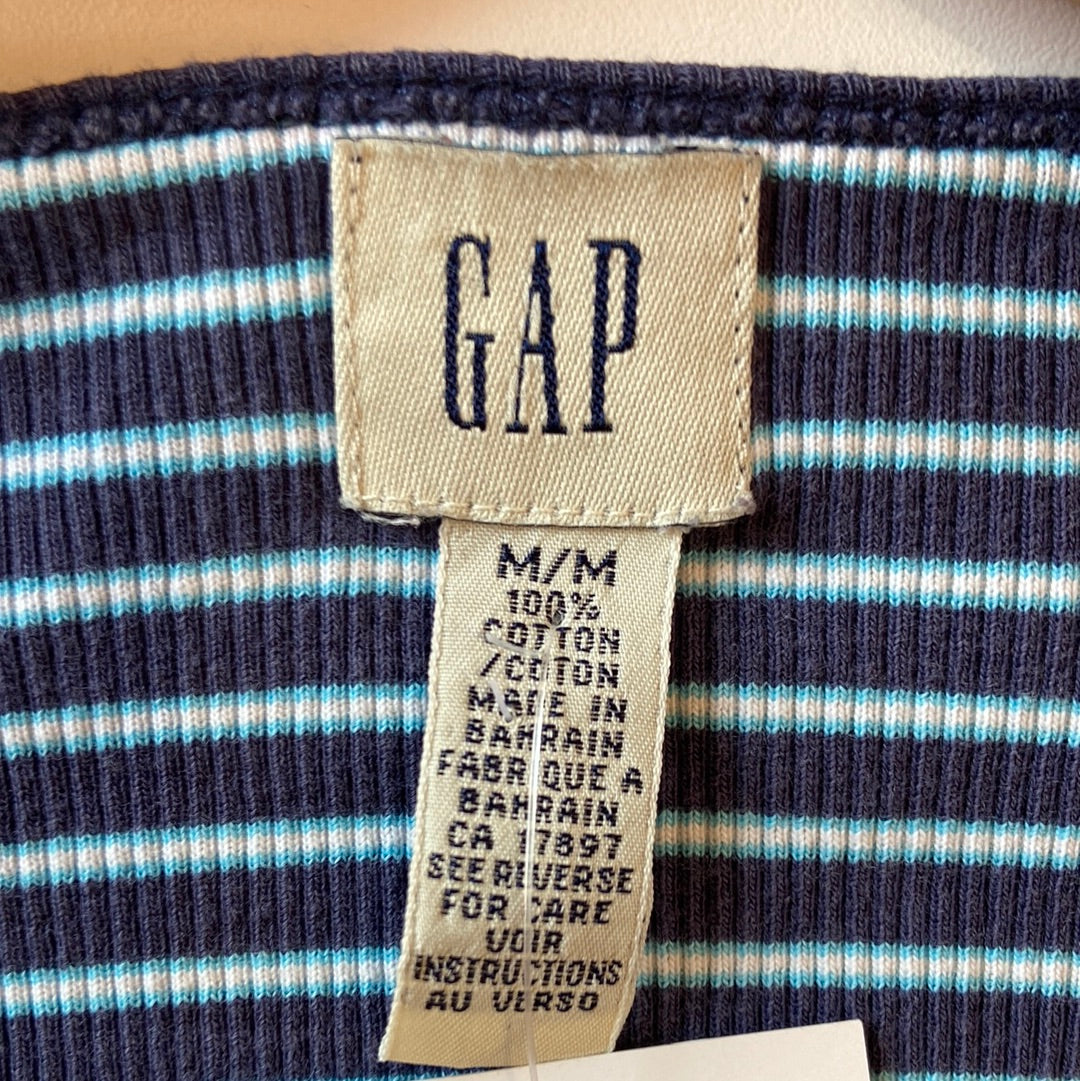 GAP
M/M
100%
COTTON
/COTON
MADE IN
BAHRAIN
FABRIQUE A
BAHRAIN
CA 17897
SEE REVERSE
FOR CARE
VOIR
INSTRUCTIONS
AU VERSO